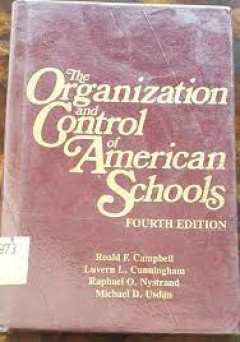 The
Organization
and
Control
of
American
Schools
FOURTH EDITION
973
Roald F. Campbell
Luvern L. Cunningham
Raphael O. Nystrand
Michael D. Usdan